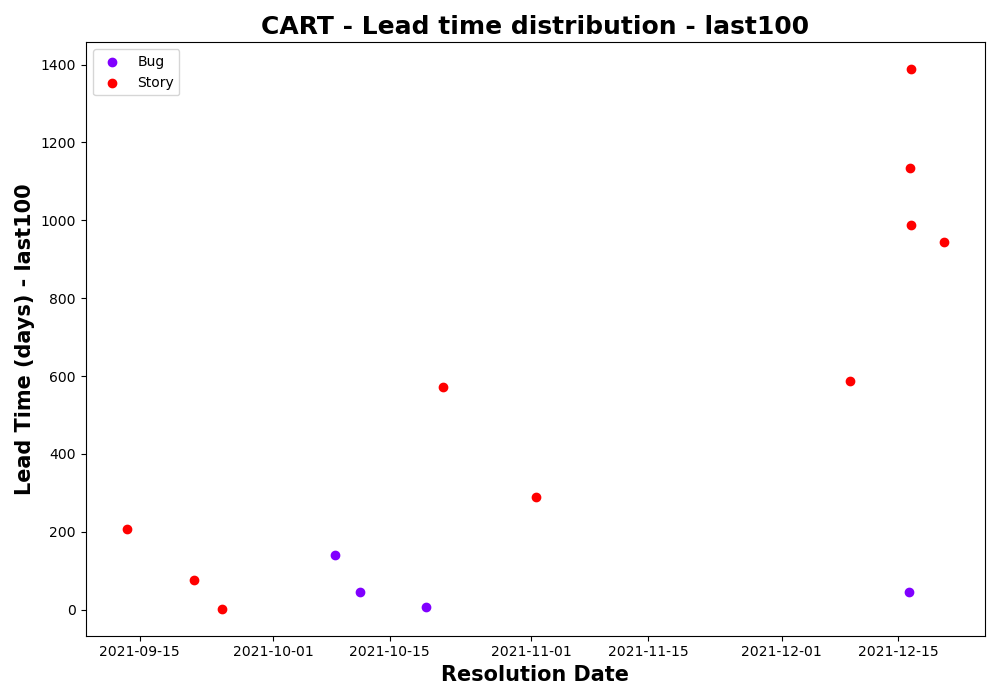 CART - Lead time distribution - last100
Bug
Story
Lead Time (days) - last100
1400
1200
1000
800
600
400
200
0
2021-09-15 2021-10-01 2021-10-15 2021-11-01 2021-11-15 2021-12-01 2021-12-15
Resolution Date